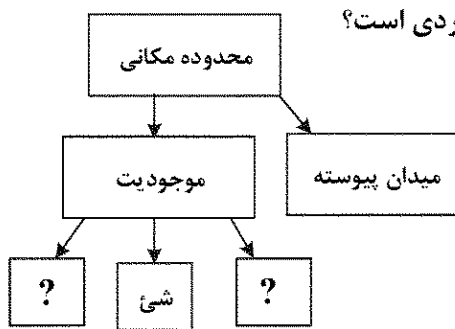 ردی است؟
محدوده مکانی
میدان پیوسته
موجودیت
?
شئ
?